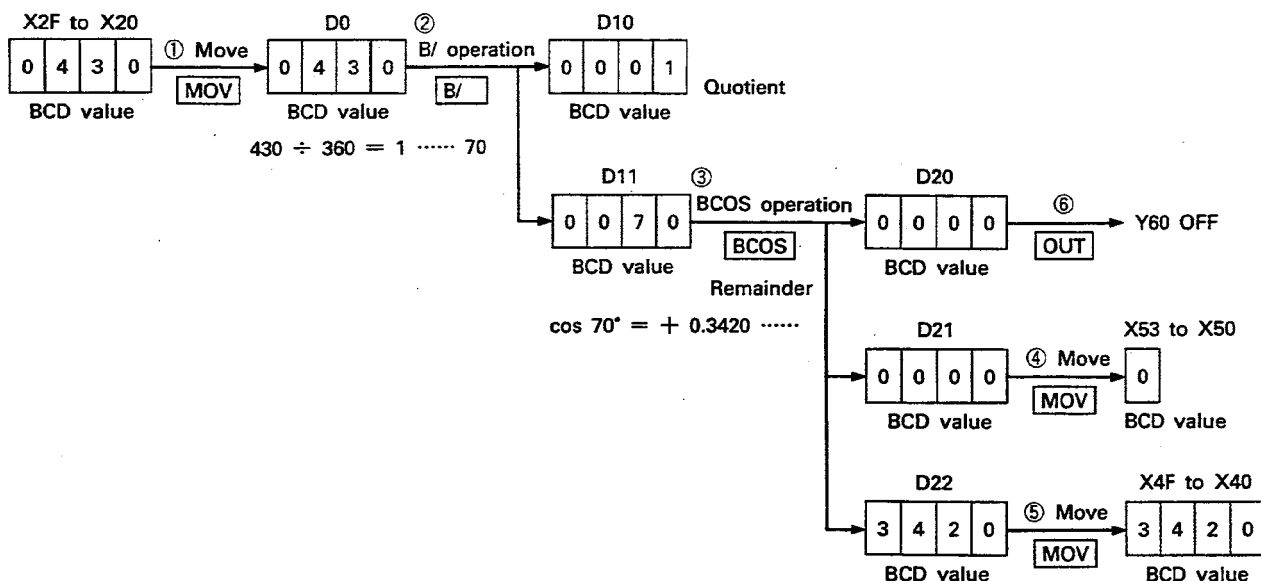 X2F to X20
0 4 3 0
BCD value
① Move
MOV
D0
0 4 3 0
BCD value
②
B/ operation
B/
D10
0 0 0 1
BCD value
Quotient
430 ÷ 360 = 1 ······ 70
D11
0 0 7 0
BCD value
③
BCOS operation
BCOS
Remainder
cos 70° = + 0.3420 ······
D20
0 0 0 0
BCD value
⑥
OUT
Y60 OFF
D21
0 0 0 0
BCD value
④ Move
MOV
X53 to X50
0
BCD value
D22
3 4 2 0
BCD value
⑤ Move
MOV
X4F to X40
3 4 2 0
BCD value